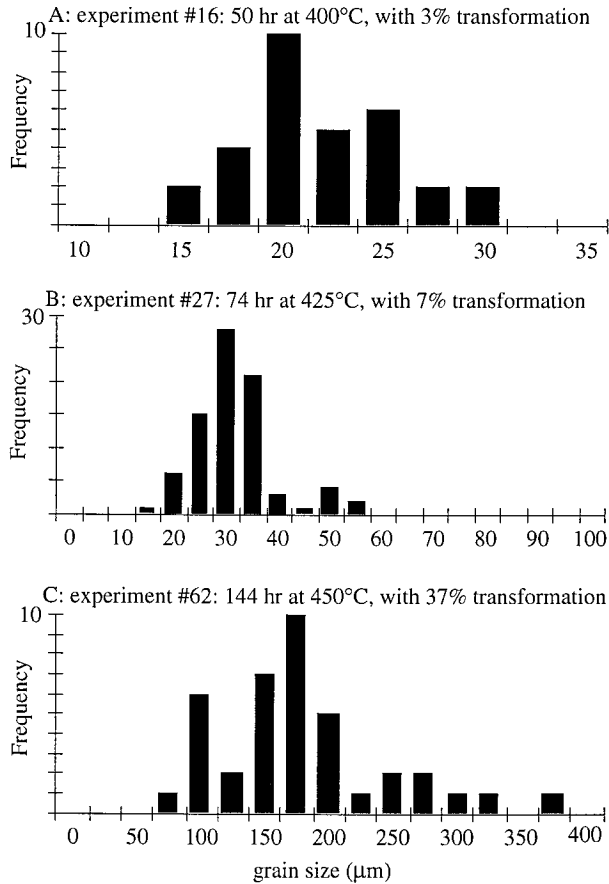 A: experiment #16: 50 hr at 400°C, with 3% transformation
10
Frequency
10 15 20 25 30 35
B: experiment #27: 74 hr at 425°C, with 7% transformation
30
Frequency
0 10 20 30 40 50 60 70 80 90 100
C: experiment #62: 144 hr at 450°C, with 37% transformation
10
Frequency
0 50 100 150 200 250 300 350 400
grain size (μm)